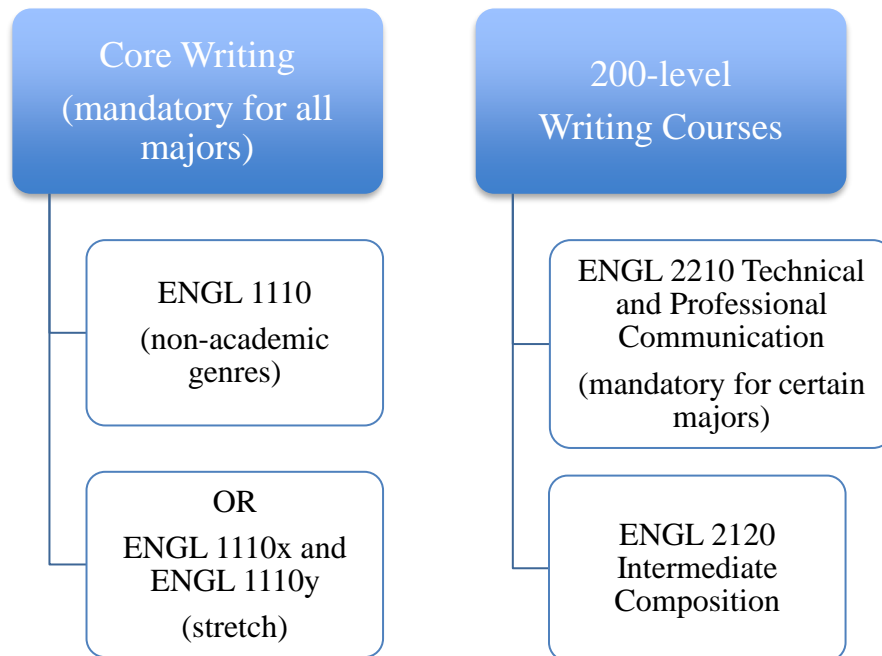 Core Writing
(mandatory for all
majors)
ENGL 1110
(non-academic
genres)
OR
ENGL 1110x and
ENGL 1110y
(stretch)
200-level
Writing Courses
ENGL 2210 Technical
and Professional
Communication
(mandatory for certain
majors)
ENGL 2120
Intermediate
Composition